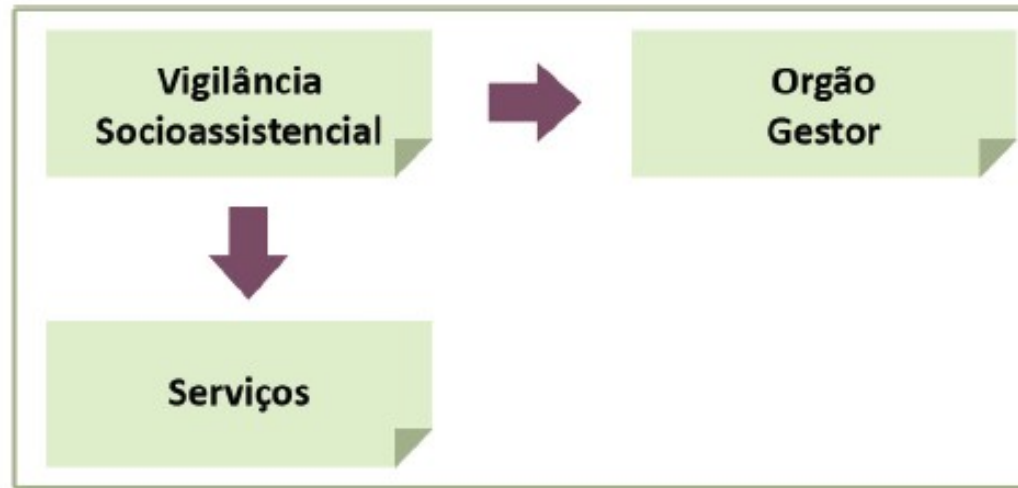 Vigilância
Socioassistencial
Orgão
Gestor
Serviços